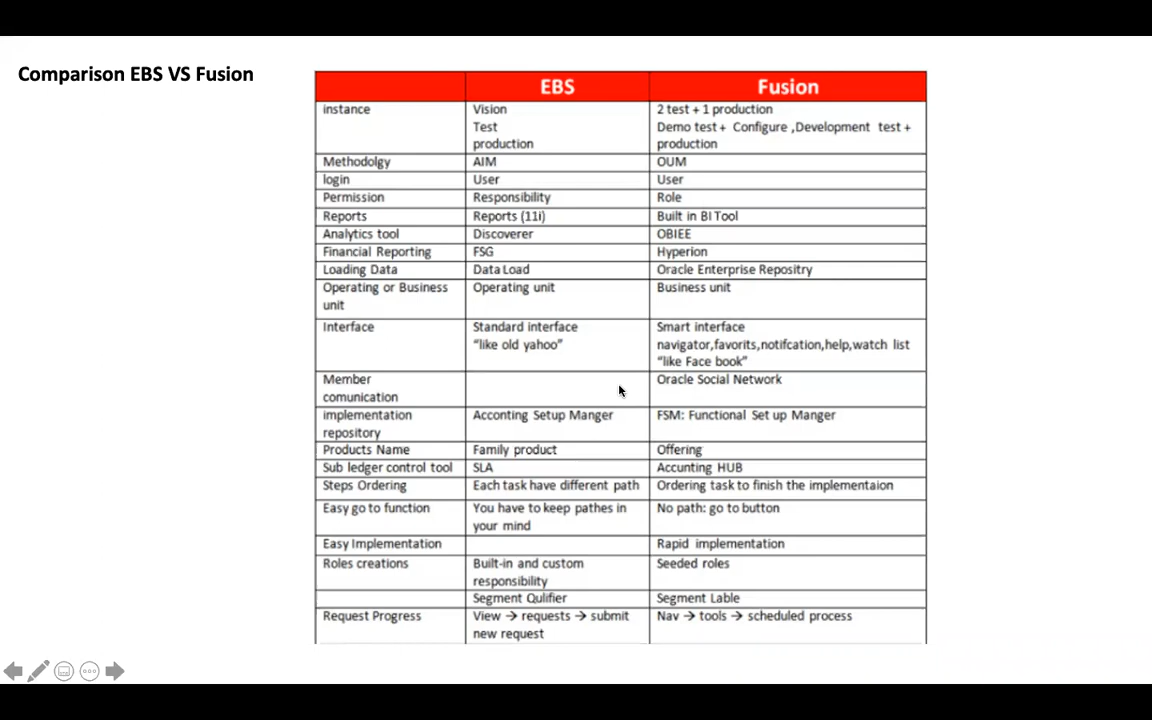 Comparison EBS VS Fusion
EBS Fusion
instance Vision 2 test + 1 production
Test Demo test + Configure ,Development test +
production production
Methodolgy AIM OUM
login User User
Permission Responsibility Role
Reports Reports (11i) Built in BI Tool
Analytics tool Discoverer OBIEE
Financial Reporting FSG Hyperion
Loading Data Data Load Oracle Enterprise Repositry
Operating or Business Operating unit Business unit
unit
Interface Standard interface Smart interface
"like old yahoo" navigator,favorits,notifcation,help,watch list
"like Face book"
Member Oracle Social Network
comunication
implementation Acconting Setup Manger FSM: Functional Set up Manger
repository
Products Name Family product Offering
Sub ledger control tool SLA Accunting HUB
Steps Ordering Each task have different path Ordering task to finish the implementaion
Easy go to function You have to keep pathes in No path: go to button
your mind
Easy Implementation Rapid implementation
Roles creations Built-in and custom Seeded roles
responsibility
Segment Qulifier Segment Lable
Request Progress View → requests → submit Nav → tools → scheduled process
new request